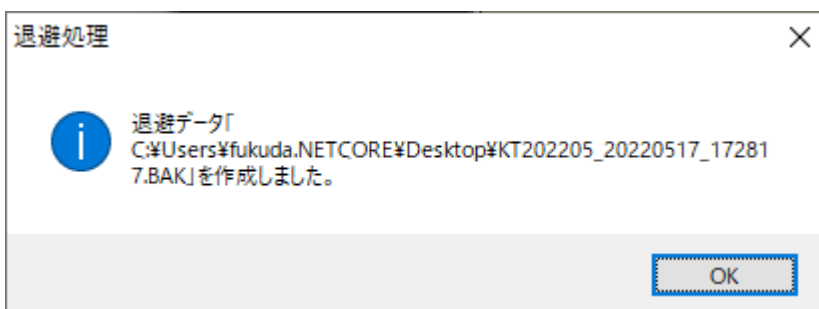 退避処理
退避データ「
C:¥Users¥fukuda.NETCORE¥Desktop¥KT202205_20220517_17281
7.BAK」を作成しました。
OK